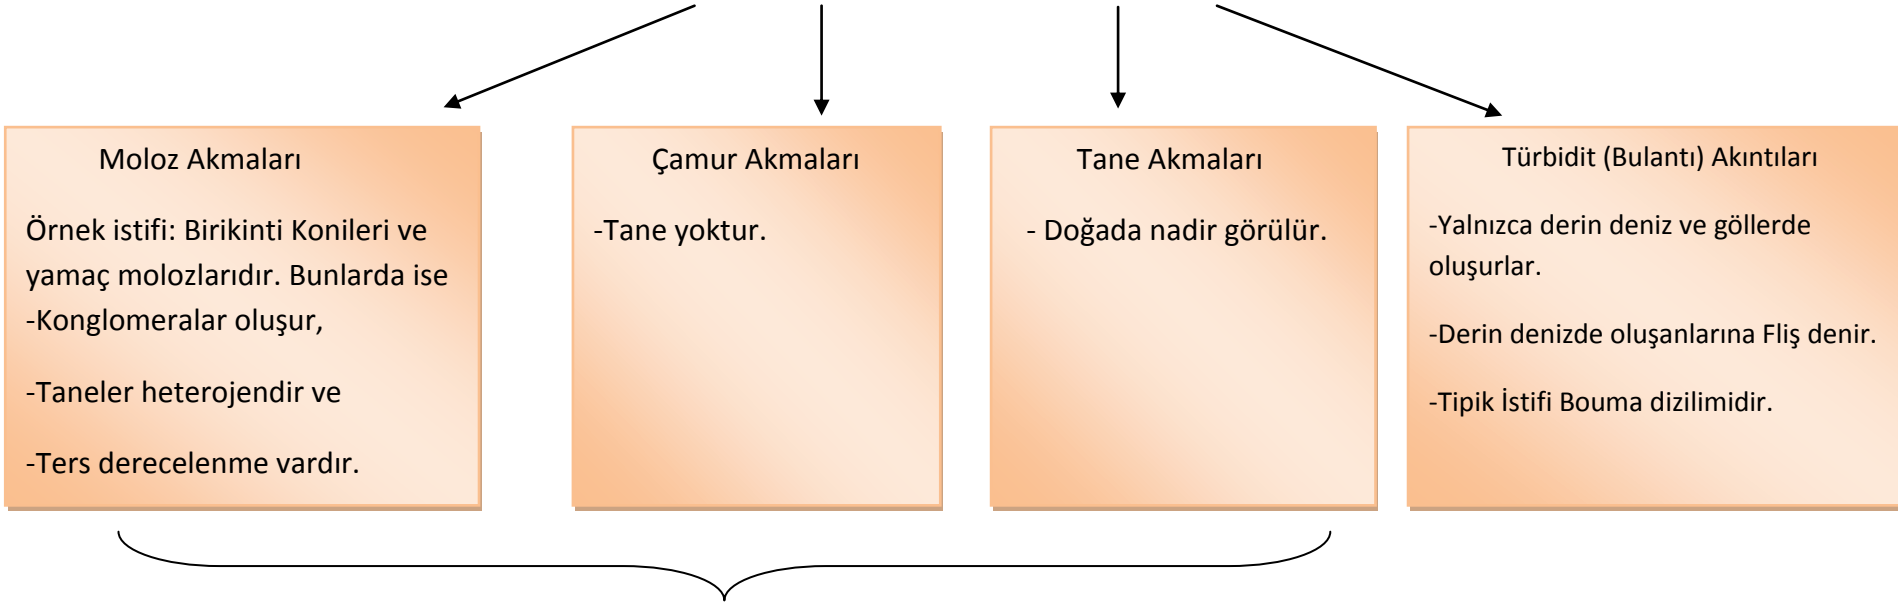 Moloz Akmaları
Örnek istifi: Birikinti Konileri ve
yamaç molozlarıdır. Bunlarda ise
-Konglomeralar oluşur,
-Taneler heterojendir ve
-Ters derecelenme vardır.
Çamur Akmaları
-Tane yoktur.
Tane Akmaları
- Doğada nadir görülür.
Türbidit (Bulantı) Akıntıları
-Yalnızca derin deniz ve göllerde
oluşurlar.
-Derin denizde oluşanlarına Fliş denir.
-Tipik İstifi Bouma dizilimidir.